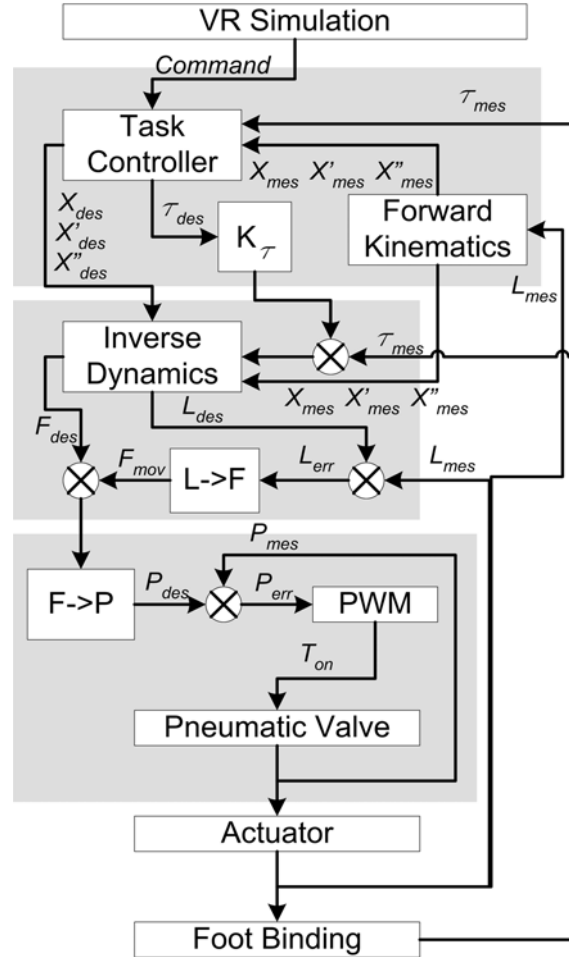 VR Simulation
Command
τmes
Task
Controller
Xmes X'mes X"mes
Xdes
X'des
X"des
τdes
Kτ
Forward
Kinematics
Lmes
Inverse
Dynamics
τmes
Xmes X'mes X"mes
Ldes
Fdes
Fmov
L->F
Lerr
Lmes
Pmes
F->P
Pdes
Perr
PWM
Ton
Pneumatic Valve
Actuator
Foot Binding